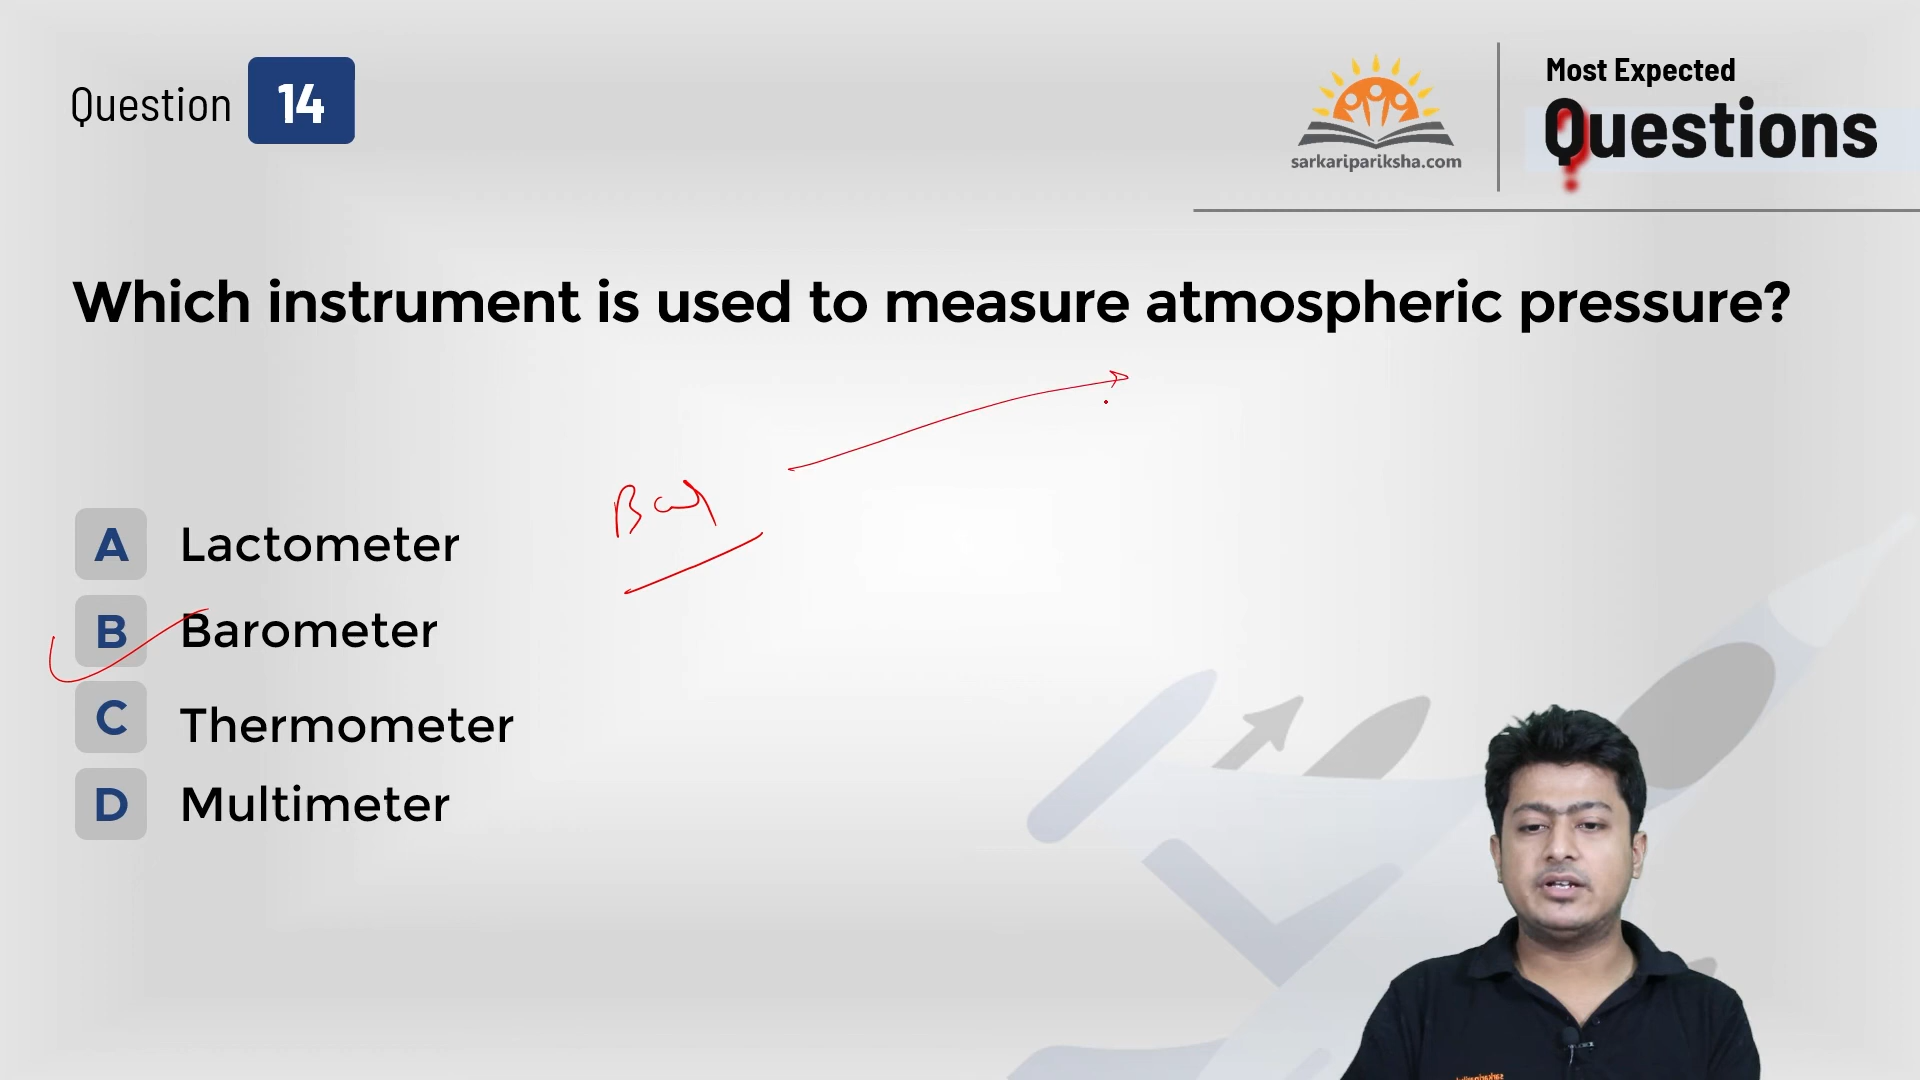 Question 14
sarkaripariksha.com
Most Expected
Questions
Which instrument is used to measure atmospheric pressure?
A Lactometer
B Barometer
C Thermometer
D Multimeter